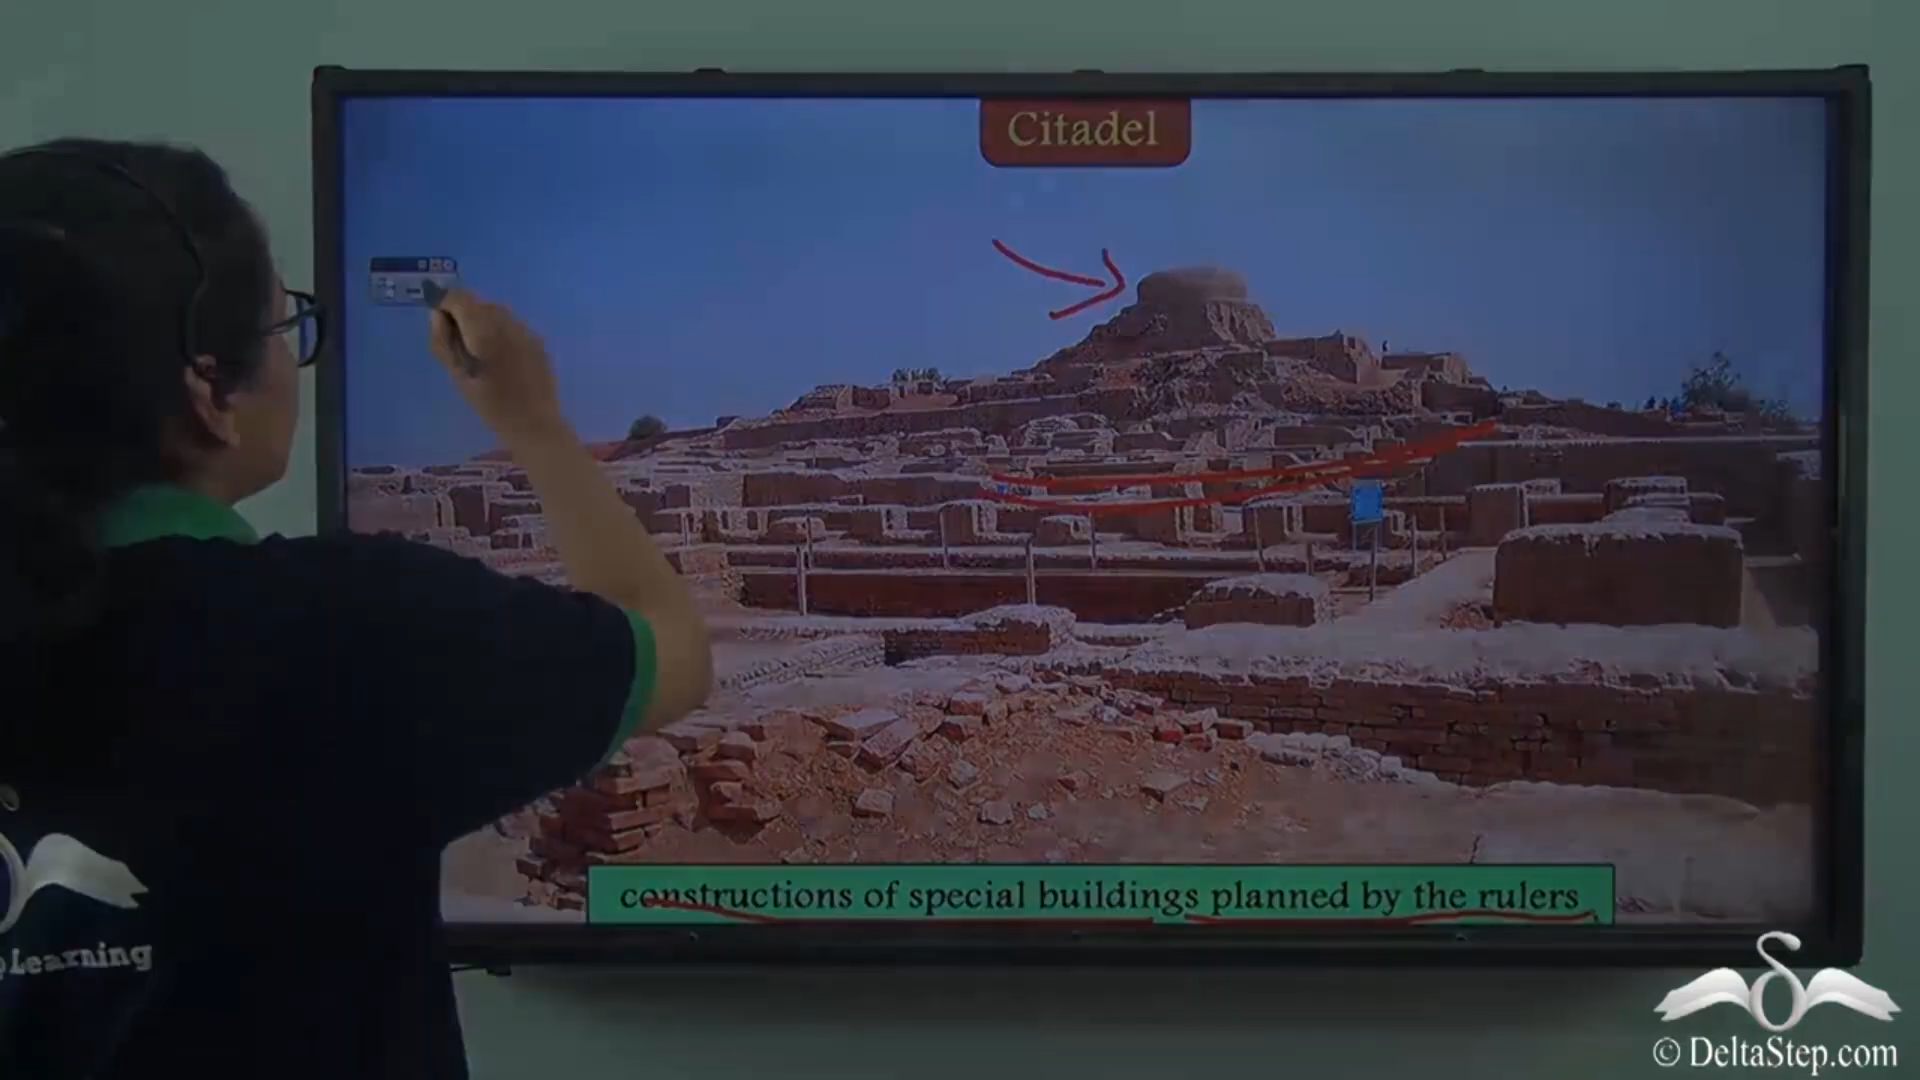 Citadel
constructions of special buildings planned by the rulers
Learning
© DeltaStep.com